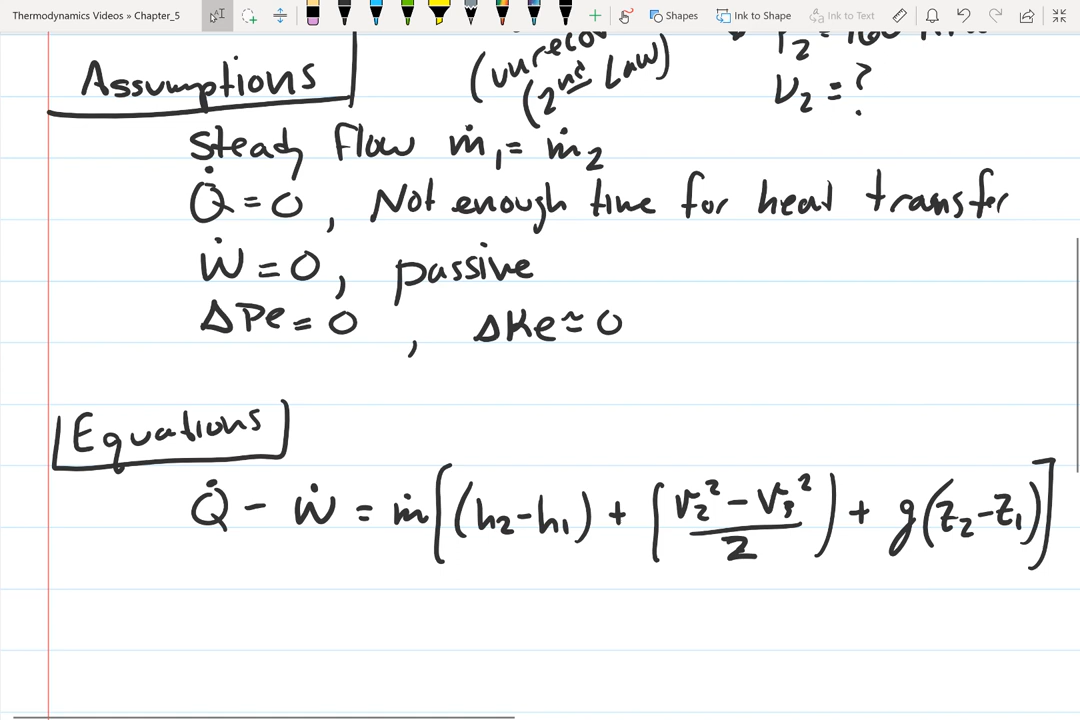 Thermodynamics Videos » Chapter_5
Shapes
Ink to Shape
Ink to Text
(unreco
(2nd Law)
V2 = ?
Assumptions
Steady Flow ṁ1 = ṁ2
Q̇ = 0, Not enough time for heat transfer
Ẇ = 0, passive
ΔPe = 0, ΔKe ≈ 0
Equations
Q̇ - Ẇ = ṁ[(h2-h1) + (V2²-V1²/2) + g(Z2-Z1)]